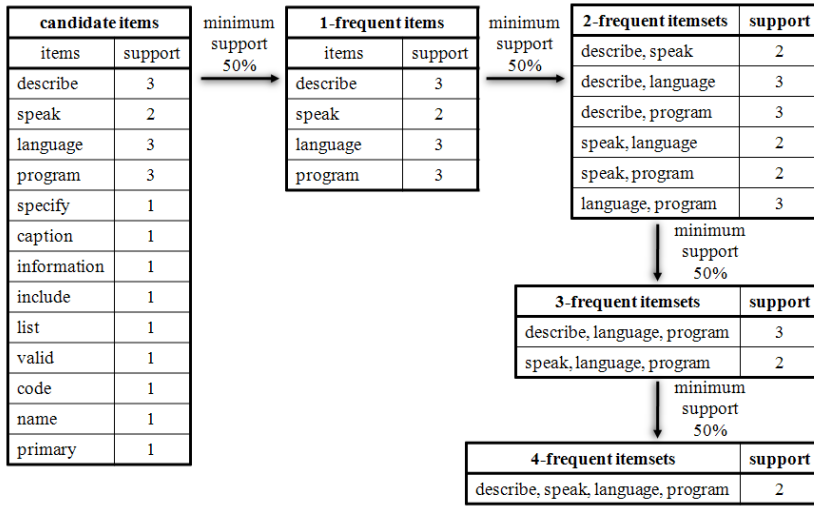 candidate items
items support
describe 3
speak 2
language 3
program 3
specify 1
caption 1
information 1
include 1
list 1
valid 1
code 1
name 1
primary 1
minimum
support
50%
1-frequent items
items support
describe 3
speak 2
language 3
program 3
minimum
support
50%
2-frequent itemsets support
describe, speak 2
describe, language 3
describe, program 3
speak, language 2
speak, program 2
language, program 3
minimum
support
50%
3-frequent itemsets support
describe, language, program 3
speak, language, program 2
minimum
support
50%
4-frequent itemsets support
describe, speak, language, program 2